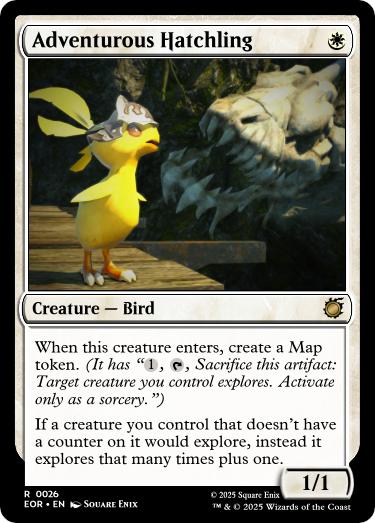 Adventurous Hatchling
Creature — Bird
When this creature enters, create a Map
token. (It has “1, T, Sacrifice this artifact:
Target creature you control explores. Activate
only as a sorcery.”)
If a creature you control that doesn't have
a counter on it would explore, instead it
explores that many times plus one.
1/1
R 0026
EOR • EN SQUARE ENIX
© 2025 Square Enix
™ & © 2025 Wizards of the Coast